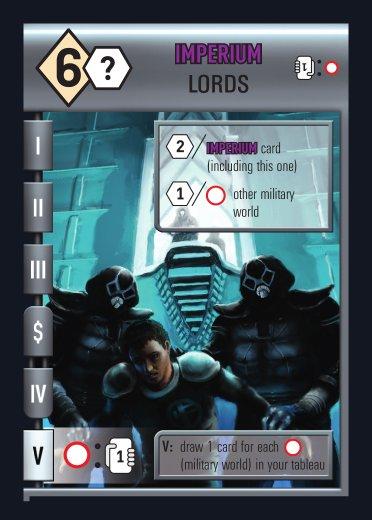 6 ?
IMPERIUM
LORDS
1 :
I
II
III
$
IV
V
2 / IMPERIUM card
(including this one)
1 / other military
world
: 1
V: draw 1 card for each
(military world) in your tableau